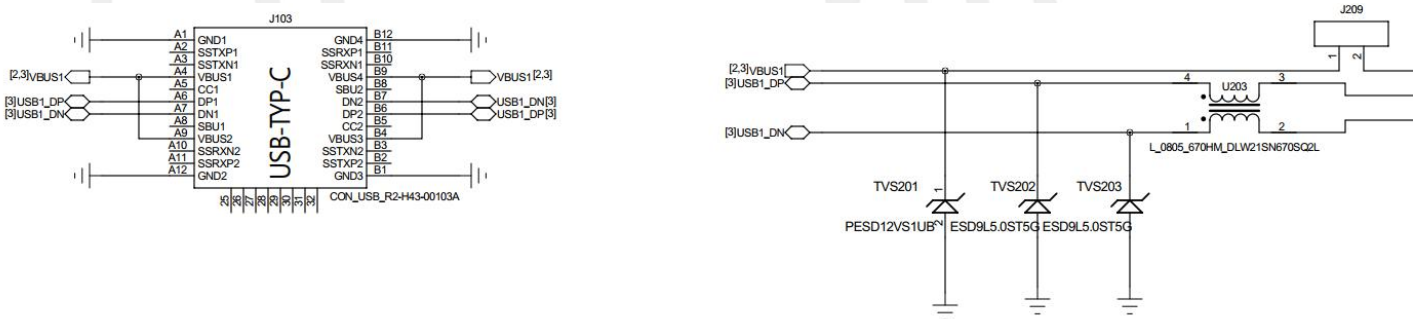 J103
A1 GND1 GND4 B12
A2 SSTXP1 SSRXP1 B11
A3 SSTXN1 SSRXN1 B10
[2,3]VBUS1 A4 VBUS1 VBUS4 B9 VBUS1[2,3]
A5 CC1 SBU2 B8
[3]USB1_DP A6 DP1 DN2 B7 USB1_DN[3]
[3]USB1_DN A7 DN1 DP2 B6 USB1_DP[3]
A8 SBU1 CC2 B5
A9 VBUS2 VBUS3 B4
A10 SSRXN2 SSTXN2 B3
A11 SSRXP2 SSTXP2 B2
A12 GND2 GND3 B1
USB-TYP-C
25 26 27 28 29 30 31 32
CON_USB_R2-H43-00103A
J209
1 2
[2,3]VBUS1
[3]USB1_DP
4 3
U203
[3]USB1_DN
1 2
L_0805_670HM_DLW21SN670SQ2L
TVS201 1 TVS202 TVS203
PESD12VS1UB 2 ESD9L5.0ST5G ESD9L5.0ST5G